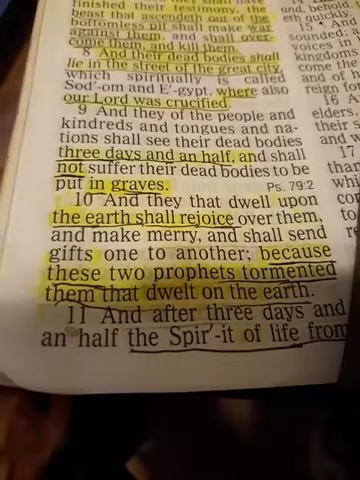 finished their testimony, the
beast that ascendeth out of the
bottomless pit shall make war
against them, and shall over-
come them, and kill them.
8 And their dead bodies shall
lie in the street of the great city,
which spiritually is called
Sod´-om and E´-gypt, where also
our Lord was crucified.
9 And they of the people and
kindreds and tongues and na-
tions shall see their dead bodies
three days and an half, and shall
not suffer their dead bodies to be
put in graves. Ps. 79:2
10 And they that dwell upon
the earth shall rejoice over them,
and make merry, and shall send
gifts one to another; because
these two prophets tormented
them that dwelt on the earth.
11 And after three days and
an half the Spir´-it of life from
und, behold,
eth quickly
15 And
sounded;
voices in
kingdom
come the
and of
reign for
16 A
elders,
their s
and w
17
than